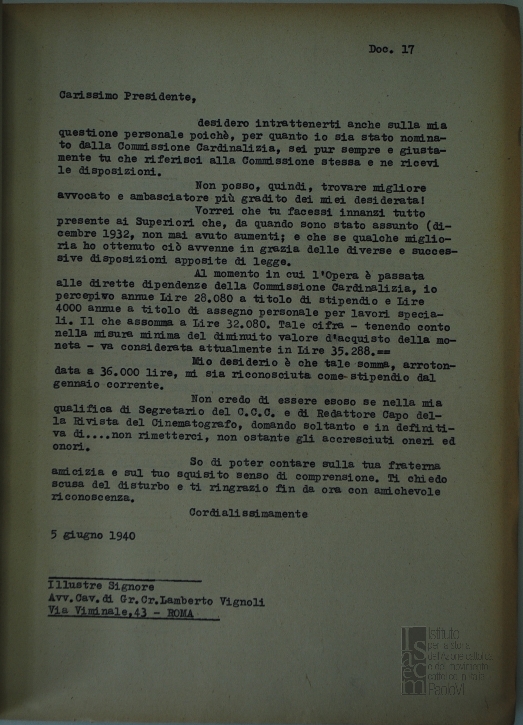 Doc. 17
Carissimo Presidente,
desidero intrattenerti anche sulla mia
questione personale poichè, per quanto io sia stato nomina-
to dalla Commissione Cardinalizia, sei pur sempre e giusta-
mente tu che riferisci alla Commissione stessa e ne ricevi
le disposizioni.
Non posso, quindi, trovare migliore
avvocato e ambasciatore più gradito dei miei desiderata!
Vorrei che tu facessi innanzi tutto
presente ai Superiori che, da quando sono stato assunto (di-
cembre 1932, non mai avuto aumenti; e che se qualche miglio-
ria ho ottenuto ciò avvenne in grazia delle diverse e succes-
sive disposizioni apposite di legge.
Al momento in cui l'Opera è passata
alle dirette dipendenze della Commissione Cardinalizia, io
percepivo annue Lire 28.080 a titolo di stipendio e Lire
4000 annue a titolo di assegno personale per lavori specia-
li. Il che assomma a Lire 32.080. Tale cifra - tenendo conto
nella misura minima del diminuito valore d'acquisto della mo-
neta - va considerata attualmente in Lire 35.288.==
Mio desiderio è che tale somma, arroton-
data a 36.000 lire, mi sia riconosciuta come stipendio dal
gennaio corrente.
Non credo di essere esoso se nella mia
qualifica di Segretario del C.C.C. e di Redattore Capo del-
la Rivista del Cinematografo, domando soltanto e in definiti-
va di....non rimetterci, non ostante gli accresciuti oneri ed
onori.
So di poter contare sulla tua fraterna
amicizia e sul tuo squisito senso di comprensione. Ti chiedo
scusa del disturbo e ti ringrazio fin da ora con amichevole
riconoscenza.
Cordialissimamente
5 giugno 1940
Illustre Signore
Avv.Cav.di Gr.Cr.Lamberto Vignoli
Via Viminale,43 - ROMA
Istituto
per la storia
dell'azione cattolica
e del movimento
cattolico in Italia
Paolo VI